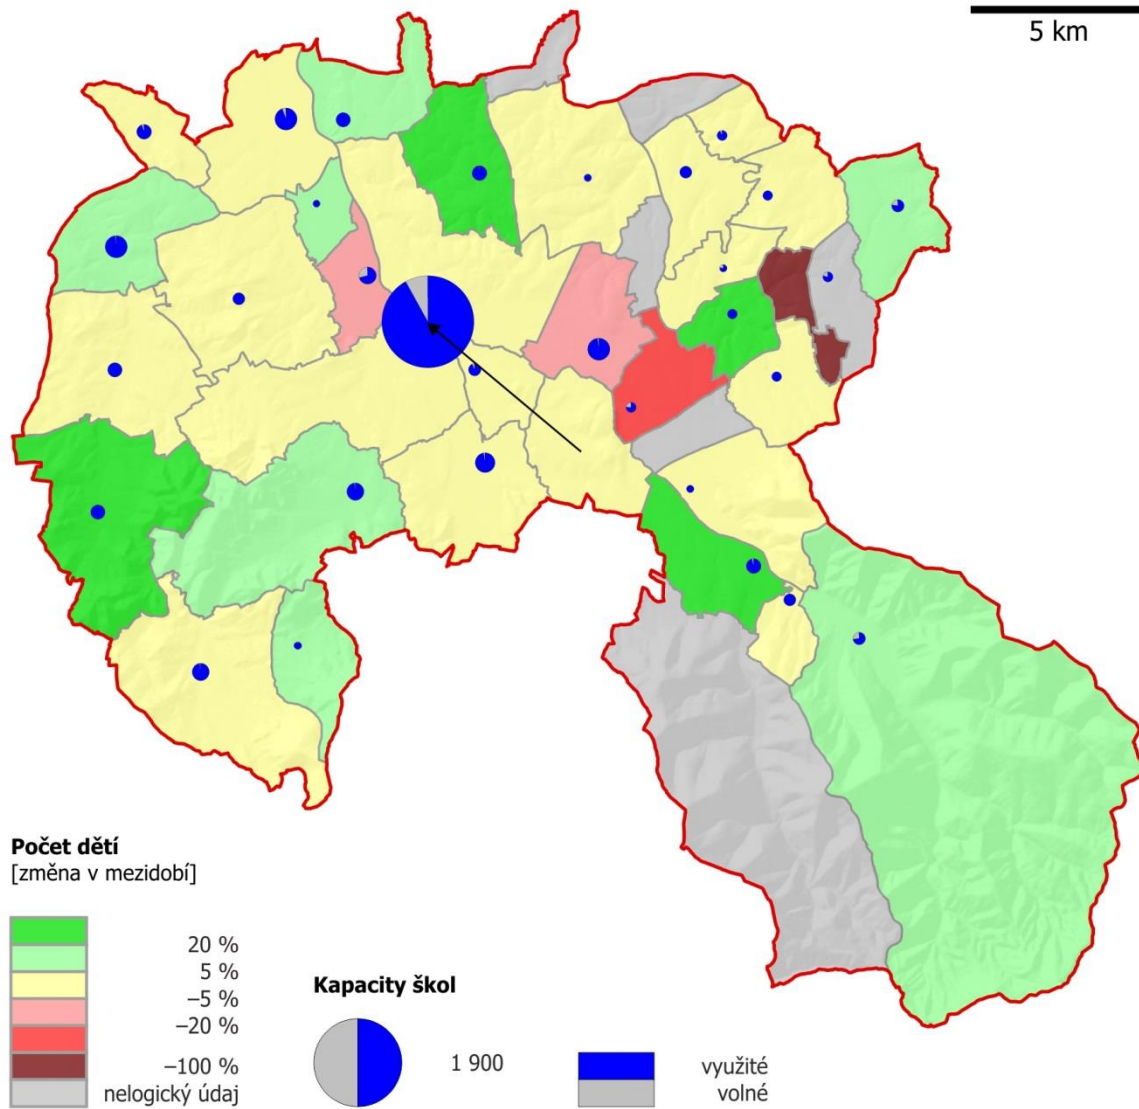 5 km
Počet dětí
[změna v mezidobí]
20 %
5 %
−5 %
−20 %
−100 %
nelogický údaj
Kapacity škol
1 900
využité
volné